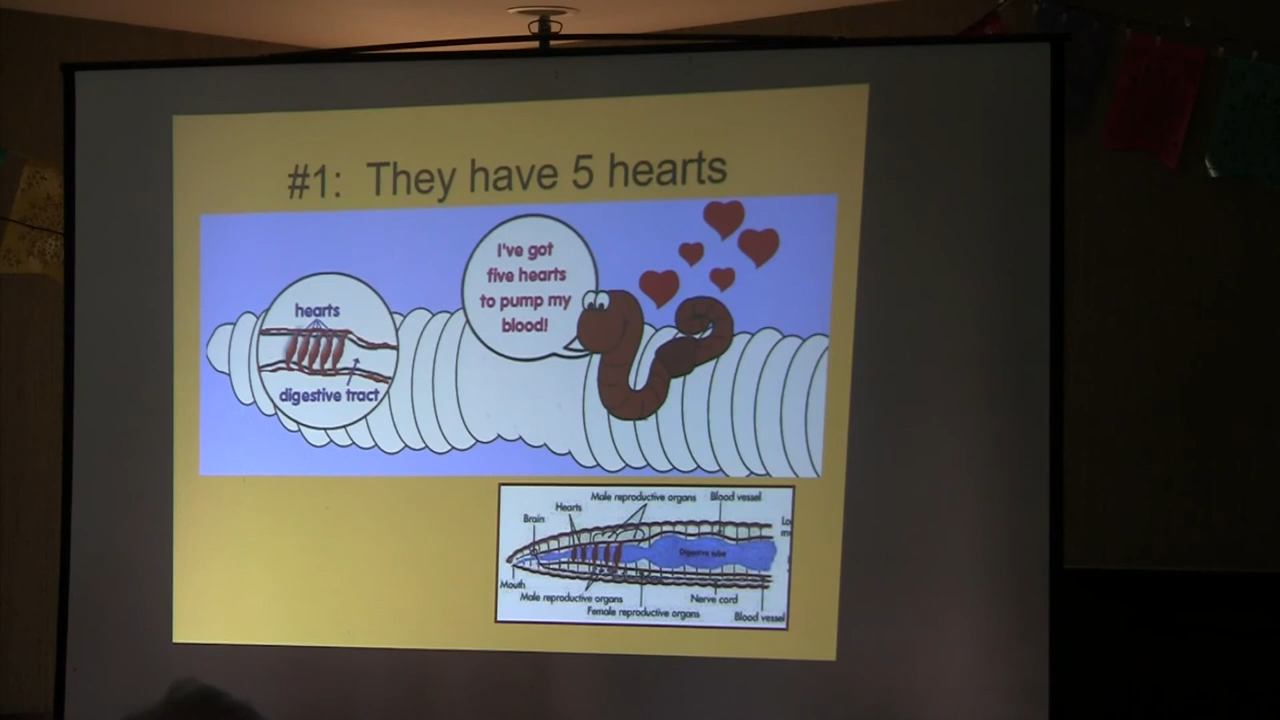 #1: They have 5 hearts
I've got
five hearts
to pump my
blood!
hearts
digestive tract
Male reproductive organs
Blood vessel
Hearts
Brain
Digestive tube
Mouth
Male reproductive organs
Nerve cord
Female reproductive organs
Blood vessel